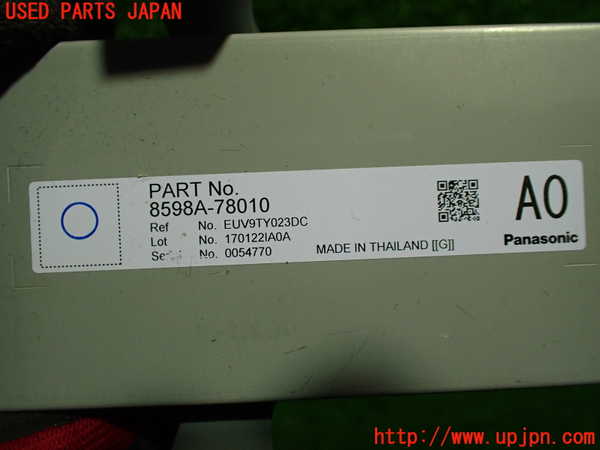 USED PARTS JAPAN
PART No.
8598A-78010
Ref No. EUV9TY023DC
Lot No. 170122IA0A
No. 0054770
MADE IN THAILAND [[G]]
A0
Panasonic
http://www.upjpn.com/